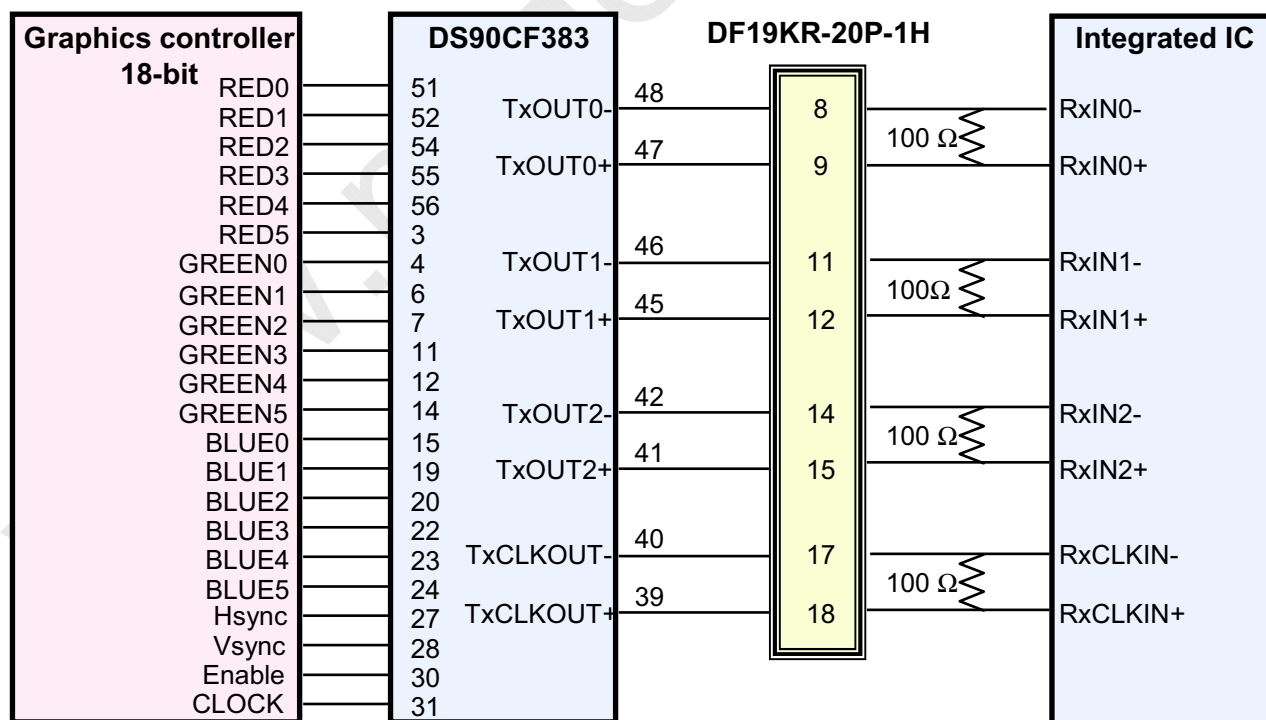 Graphics controller
18-bit
RED0
RED1
RED2
RED3
RED4
RED5
GREEN0
GREEN1
GREEN2
GREEN3
GREEN4
GREEN5
BLUE0
BLUE1
BLUE2
BLUE3
BLUE4
BLUE5
Hsync
Vsync
Enable
CLOCK
DS90CF383
51
52
54
55
56
3
4
6
7
11
12
14
15
19
20
22
23
24
27
28
30
31
TxOUT0- 48
TxOUT0+ 47
TxOUT1- 46
TxOUT1+ 45
TxOUT2- 42
TxOUT2+ 41
TxCLKOUT- 40
TxCLKOUT+ 39
DF19KR-20P-1H
8
9
11
12
14
15
17
18
100 Ω
100Ω
100 Ω
100 Ω
Integrated IC
RxIN0-
RxIN0+
RxIN1-
RxIN1+
RxIN2-
RxIN2+
RxCLKIN-
RxCLKIN+